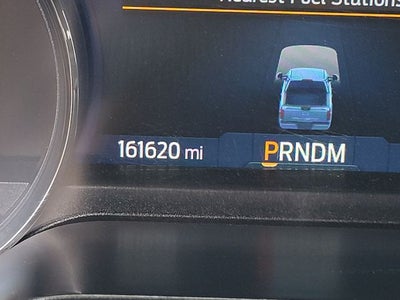 Nearest Fuel Stations
161620 mi
PRNDM